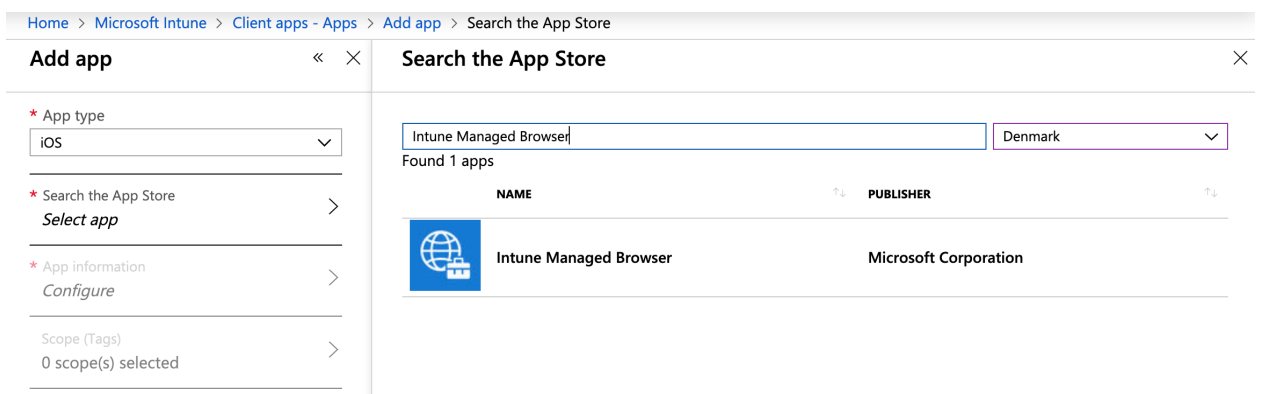 Home > Microsoft Intune > Client apps - Apps > Add app > Search the App Store
Add app
* App type
iOS
* Search the App Store
Select app
* App information
Configure
Scope (Tags)
0 scope(s) selected
Search the App Store
Intune Managed Browser
Denmark
Found 1 apps
NAME PUBLISHER
Intune Managed Browser Microsoft Corporation